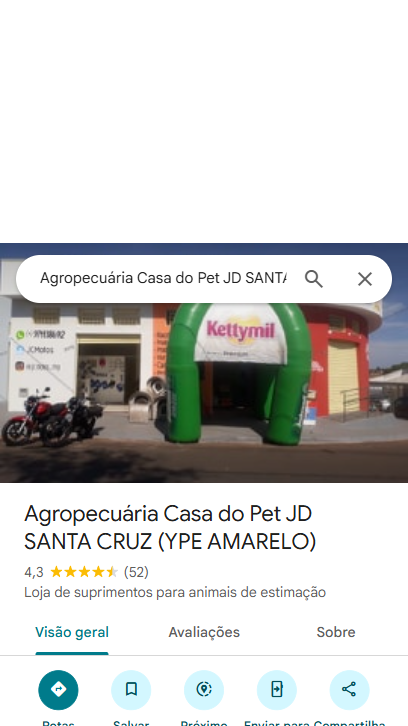 Agropecuária Casa do Pet JD SANTA
Kettymil
JCMotos
Agropecuária Casa do Pet JD
SANTA CRUZ (YPE AMARELO)
4,3 (52)
Loja de suprimentos para animais de estimação
Visão geral Avaliações Sobre
Rotas Salvar Próximo Enviar para Compartilha